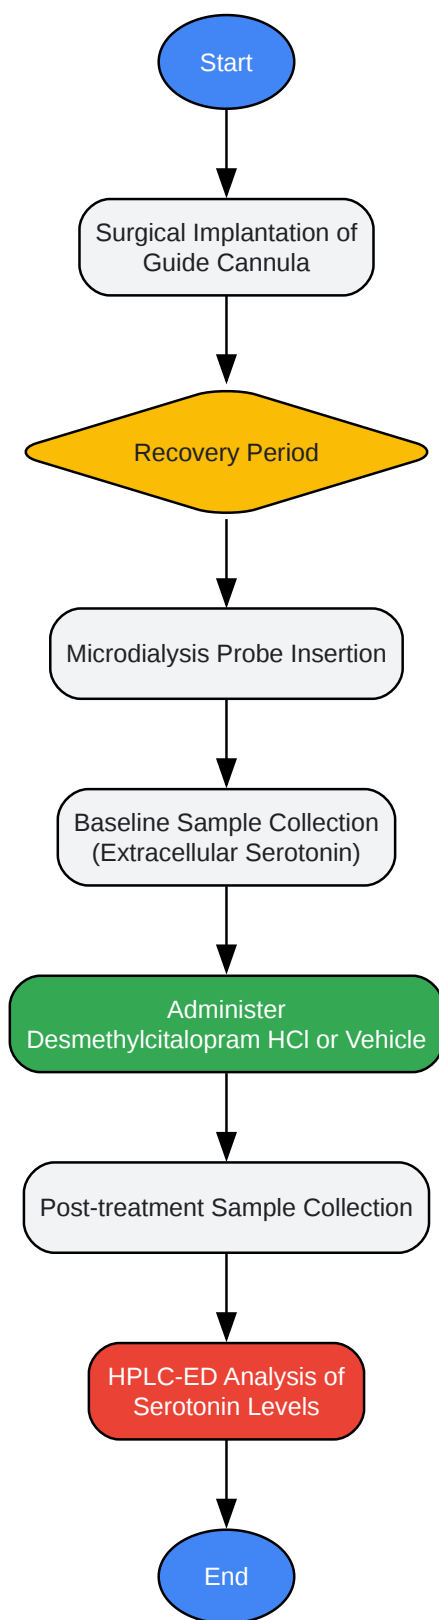 Start
Surgical Implantation of
Guide Cannula
Recovery Period
Microdialysis Probe Insertion
Baseline Sample Collection
(Extracellular Serotonin)
Administer
Desmethylcitalopram HCl or Vehicle
Post-treatment Sample Collection
HPLC-ED Analysis of
Serotonin Levels
End